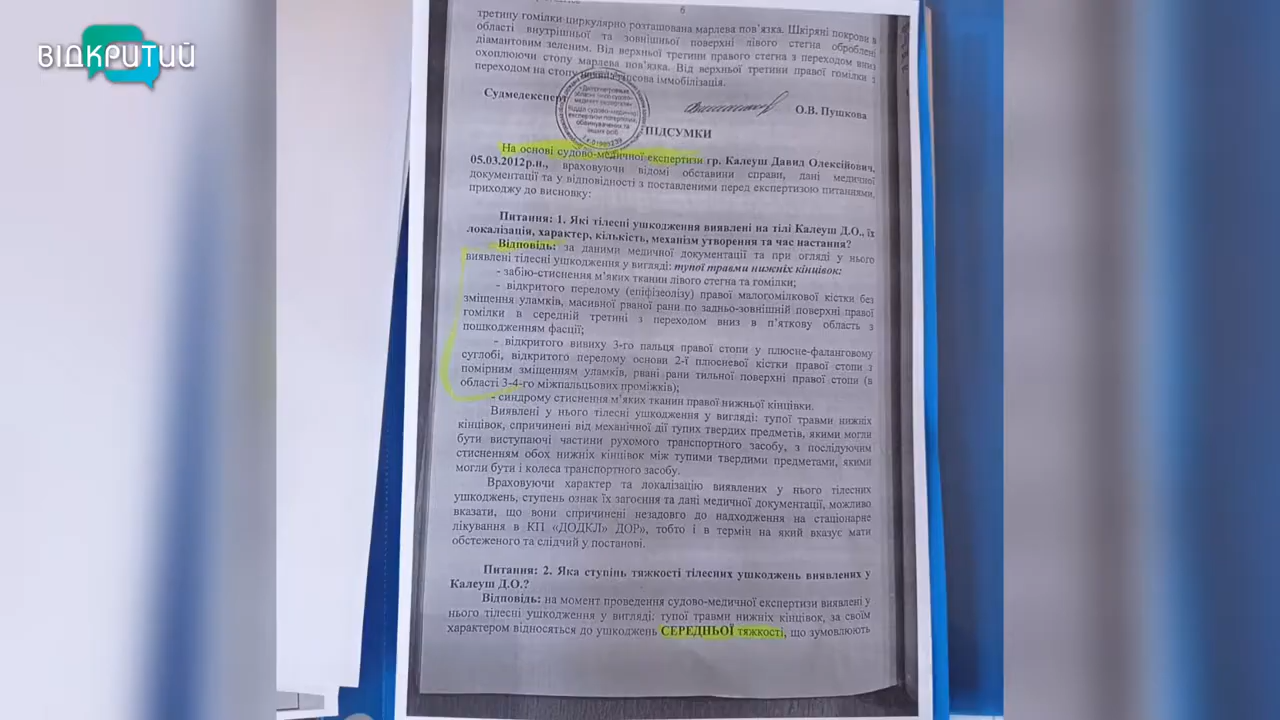 ВІДКРИТИЙ
6
третину гомілки циркулярно розташована марлева пов’язка. Шкіряні покрови в
області внутрішньої та зовнішньої поверхні лівого стегна оброблені
діамантовим зеленим. Від верхньої третини правого стегна з переходом вниз
охоплюючи стопу марлева пов’язка. Від верхньої третини правої гомілки з
переходом на стопу гіпсова іммобілізація.
Судмедексперт О.В. Пушкова
ПІДСУМКИ
На основі судово-медичної експертизи гр. Калеуш Давид Олексійович,
05.03.2012р.н., враховуючи відомі обставини справи, дані медичної
документації та у відповідності з поставленими перед експертизою питаннями,
приходжу до висновку:
Питання: 1. Які тілесні ушкодження виявлені на тілі Калеуш Д.О., їх
локалізація, характер, кількість, механізм утворення та час настання?
Відповідь: за даними медичної документації та при огляді у нього
виявлені тілесні ушкодження у вигляді: тупої травми нижніх кінцівок:
- забію-стиснення м’яких тканин лівого стегна та гомілки;
- відкритого перелому (епіфізеолізу) правої малогомілкової кістки без
зміщення уламків, масивної рваної рани по задньо-зовнішній поверхні правої
гомілки в середній третині з переходом вниз в п’яткову область з
пошкодженням фасції;
- відкритого вивиху 3-го пальця правої стопи у плюсне-фаланговому
суглобі, відкритого перелому основи 2-ї плюсневої кістки правої стопи з
помірним зміщенням уламків, рвані рани тильної поверхні правої стопи (в
області 3-4-го міжпальцьових проміжків);
- синдрому стиснення м’яких тканин правої нижньої кінцівки.
Виявлені у нього тілесні ушкодження у вигляді: тупої травми нижніх
кінцівок, спричинені від механічної дії тупих твердих предметів, якими могли
бути виступаючі частини рухомого транспортного засобу, з послідуючим
стисненням обох нижніх кінцівок між тупими твердими предметами, якими
могли бути і колеса транспортного засобу.
Враховуючи характер та локалізацію виявлених у нього тілесних
ушкоджень, ступень ознак їх загоєння та дані медичної документації, можливо
вказати, що вони спричинені незадовго до надходження на стаціонарне
лікування в КП «ДОДКЛ» ДОР», тобто і в термін на який вказує мати
обстеженого та слідчий у постанові.
Питання: 2. Яка ступінь тяжкості тілесних ушкоджень виявлених у
Калеуш Д.О.?
Відповідь: на момент проведення судово-медичної експертизи виявлені у
нього тілесні ушкодження у вигляді: тупої травми нижніх кінцівок, за своїм
характером відносяться до ушкоджень СЕРЕДНЬОЇ тяжкості, що зумовлюють